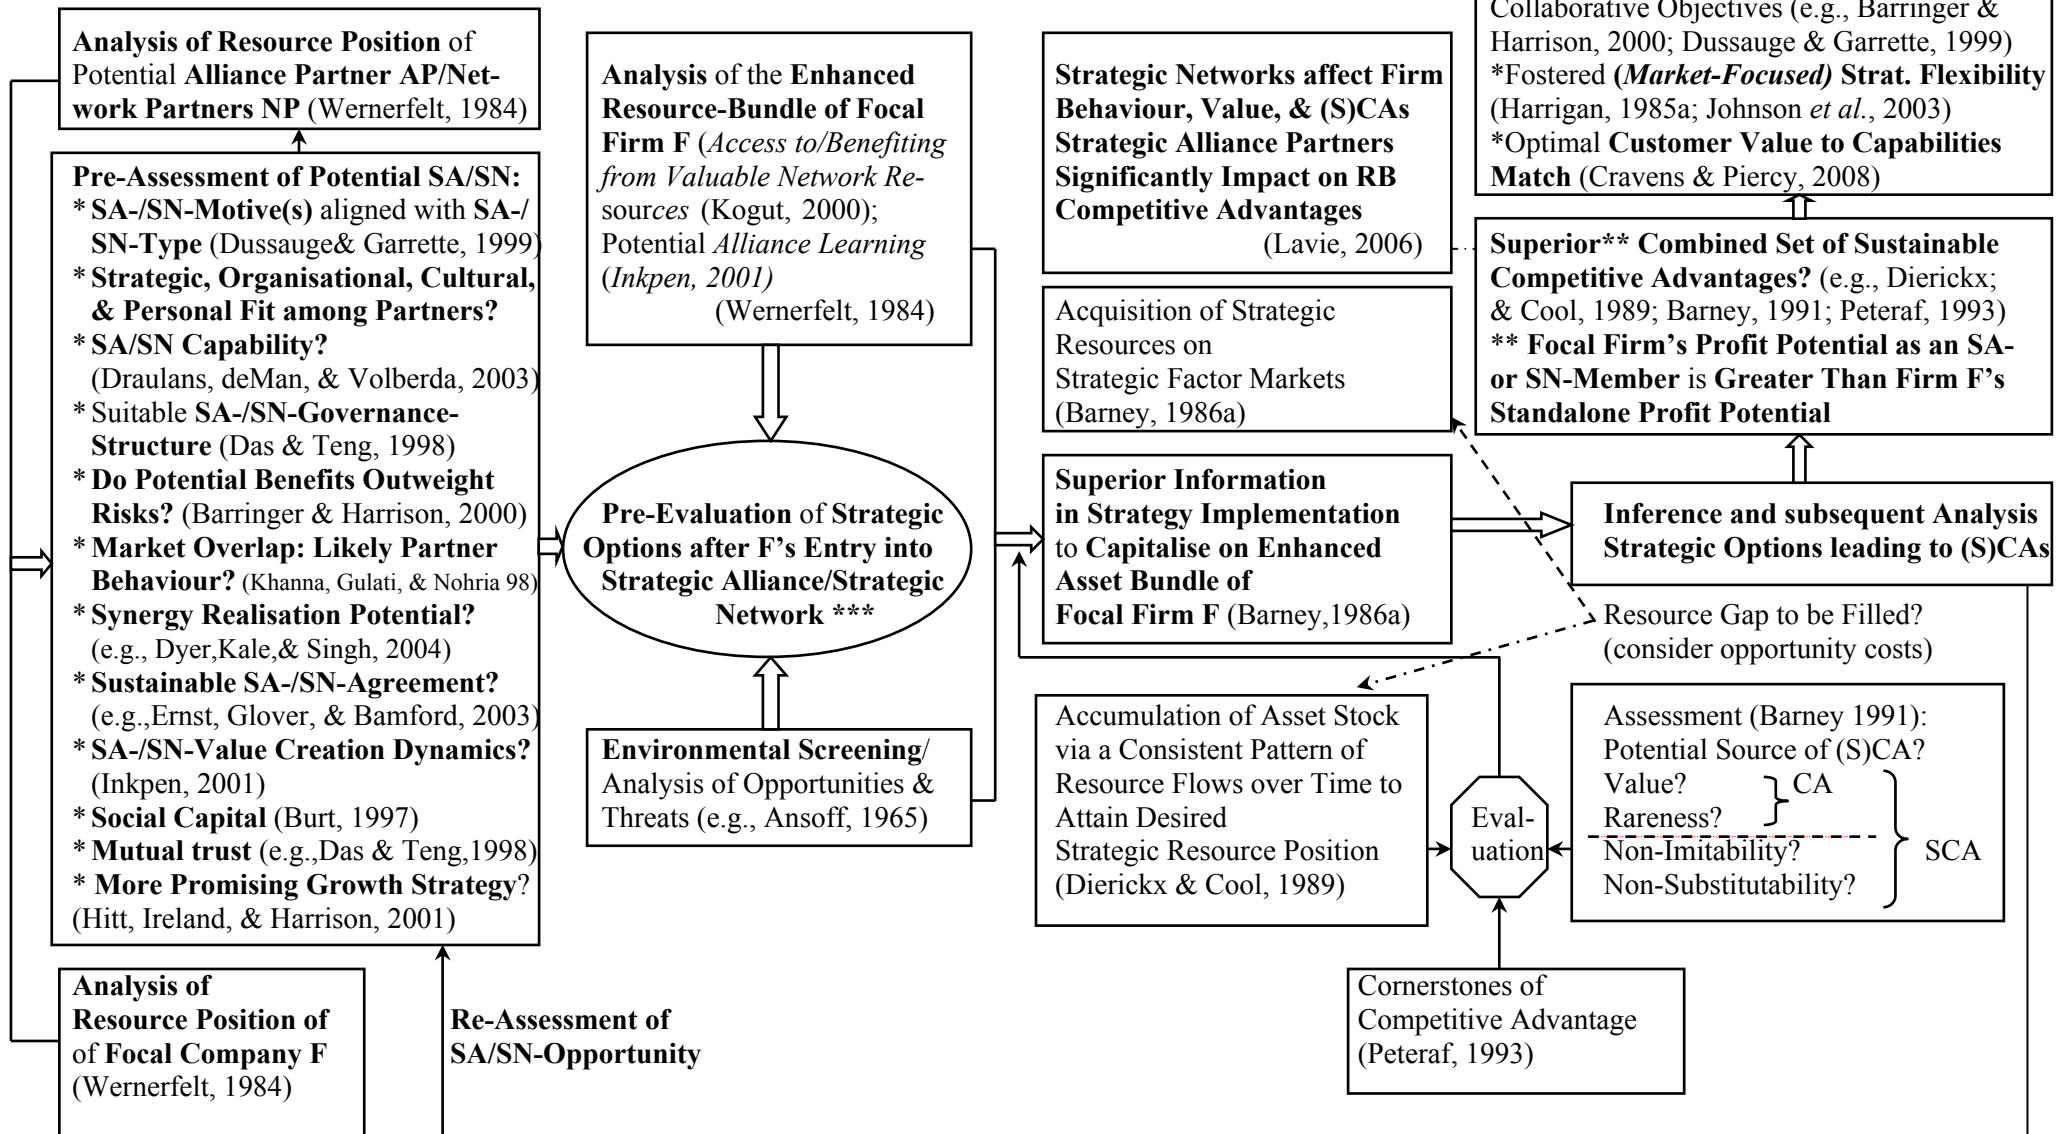 Analysis of Resource Position of
Potential Alliance Partner AP/Net-
work Partners NP (Wernerfelt, 1984)
Pre-Assessment of Potential SA/SN:
* SA-/SN-Motive(s) aligned with SA-/
SN-Type (Dussauge& Garrette, 1999)
* Strategic, Organisational, Cultural,
& Personal Fit among Partners?
* SA/SN Capability?
(Draulans, deMan, & Volberda, 2003)
* Suitable SA-/SN-Governance-
Structure (Das & Teng, 1998)
* Do Potential Benefits Outweight
Risks? (Barringer & Harrison, 2000)
* Market Overlap: Likely Partner
Behaviour? (Khanna, Gulati, & Nohria 98)
* Synergy Realisation Potential?
(e.g., Dyer,Kale,& Singh, 2004)
* Sustainable SA-/SN-Agreement?
(e.g.,Ernst, Glover, & Bamford, 2003)
* SA-/SN-Value Creation Dynamics?
(Inkpen, 2001)
* Social Capital (Burt, 1997)
* Mutual trust (e.g.,Das & Teng,1998)
* More Promising Growth Strategy?
(Hitt, Ireland, & Harrison, 2001)
Analysis of
Resource Position of
of Focal Company F
(Wernerfelt, 1984)
Re-Assessment of
SA/SN-Opportunity
Analysis of the Enhanced
Resource-Bundle of Focal
Firm F (Access to/Benefiting
from Valuable Network Re-
sources (Kogut, 2000);
Potential Alliance Learning
(Inkpen, 2001)
(Wernerfelt, 1984)
Pre-Evaluation of Strategic
Options after F's Entry into
Strategic Alliance/Strategic
Network ***
Environmental Screening/
Analysis of Opportunities &
Threats (e.g., Ansoff, 1965)
Strategic Networks affect Firm
Behaviour, Value, & (S)CAs
Strategic Alliance Partners
Significantly Impact on RB
Competitive Advantages
(Lavie, 2006)
Acquisition of Strategic
Resources on
Strategic Factor Markets
(Barney, 1986a)
Superior Information
in Strategy Implementation
to Capitalise on Enhanced
Asset Bundle of
Focal Firm F (Barney,1986a)
Accumulation of Asset Stock
via a Consistent Pattern of
Resource Flows over Time to
Attain Desired
Strategic Resource Position
(Dierickx & Cool, 1989)
Eval-
uation
Cornerstones of
Competitive Advantage
(Peteraf, 1993)
Collaborative Objectives (e.g., Barringer &
Harrison, 2000; Dussauge & Garrette, 1999)
*Fostered (Market-Focused) Strat. Flexibility
(Harrigan, 1985a; Johnson et al., 2003)
*Optimal Customer Value to Capabilities
Match (Cravens & Piercy, 2008)
Superior** Combined Set of Sustainable
Competitive Advantages? (e.g., Dierickx;
& Cool, 1989; Barney, 1991; Peteraf, 1993)
** Focal Firm's Profit Potential as an SA-
or SN-Member is Greater Than Firm F's
Standalone Profit Potential
Inference and subsequent Analysis
Strategic Options leading to (S)CAs
Resource Gap to be Filled?
(consider opportunity costs)
Assessment (Barney 1991):
Potential Source of (S)CA?
Value?
CA
Rareness?
Non-Imitability?
SCA
Non-Substitutability?